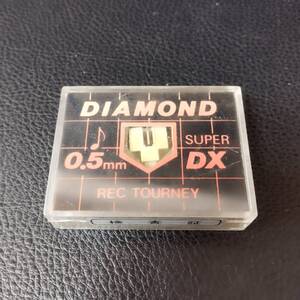 DIAMOND
♪ SUPER
0.5mm DX
REC TOURNEY